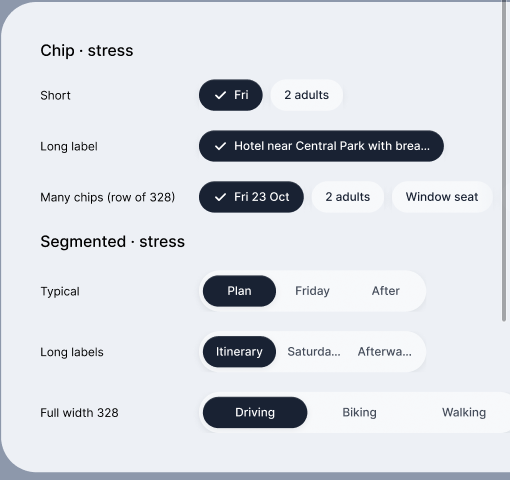 Chip · stress
Short
Fri
2 adults
Long label
Hotel near Central Park with brea...
Many chips (row of 328)
Fri 23 Oct
2 adults
Window seat
Segmented · stress
Typical
Plan
Friday
After
Long labels
Itinerary
Saturda...
Afterwa...
Full width 328
Driving
Biking
Walking